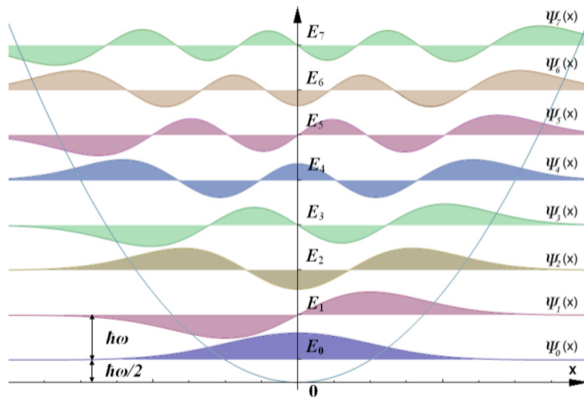 E₇ Ψ₇(x)
E₆ Ψ₆(x)
E₅ Ψ₅(x)
E₄ Ψ₄(x)
E₃ Ψ₃(x)
E₂ Ψ₂(x)
E₁ Ψ₁(x)
ħω
E₀ Ψ₀(x)
ħω/2
x
0